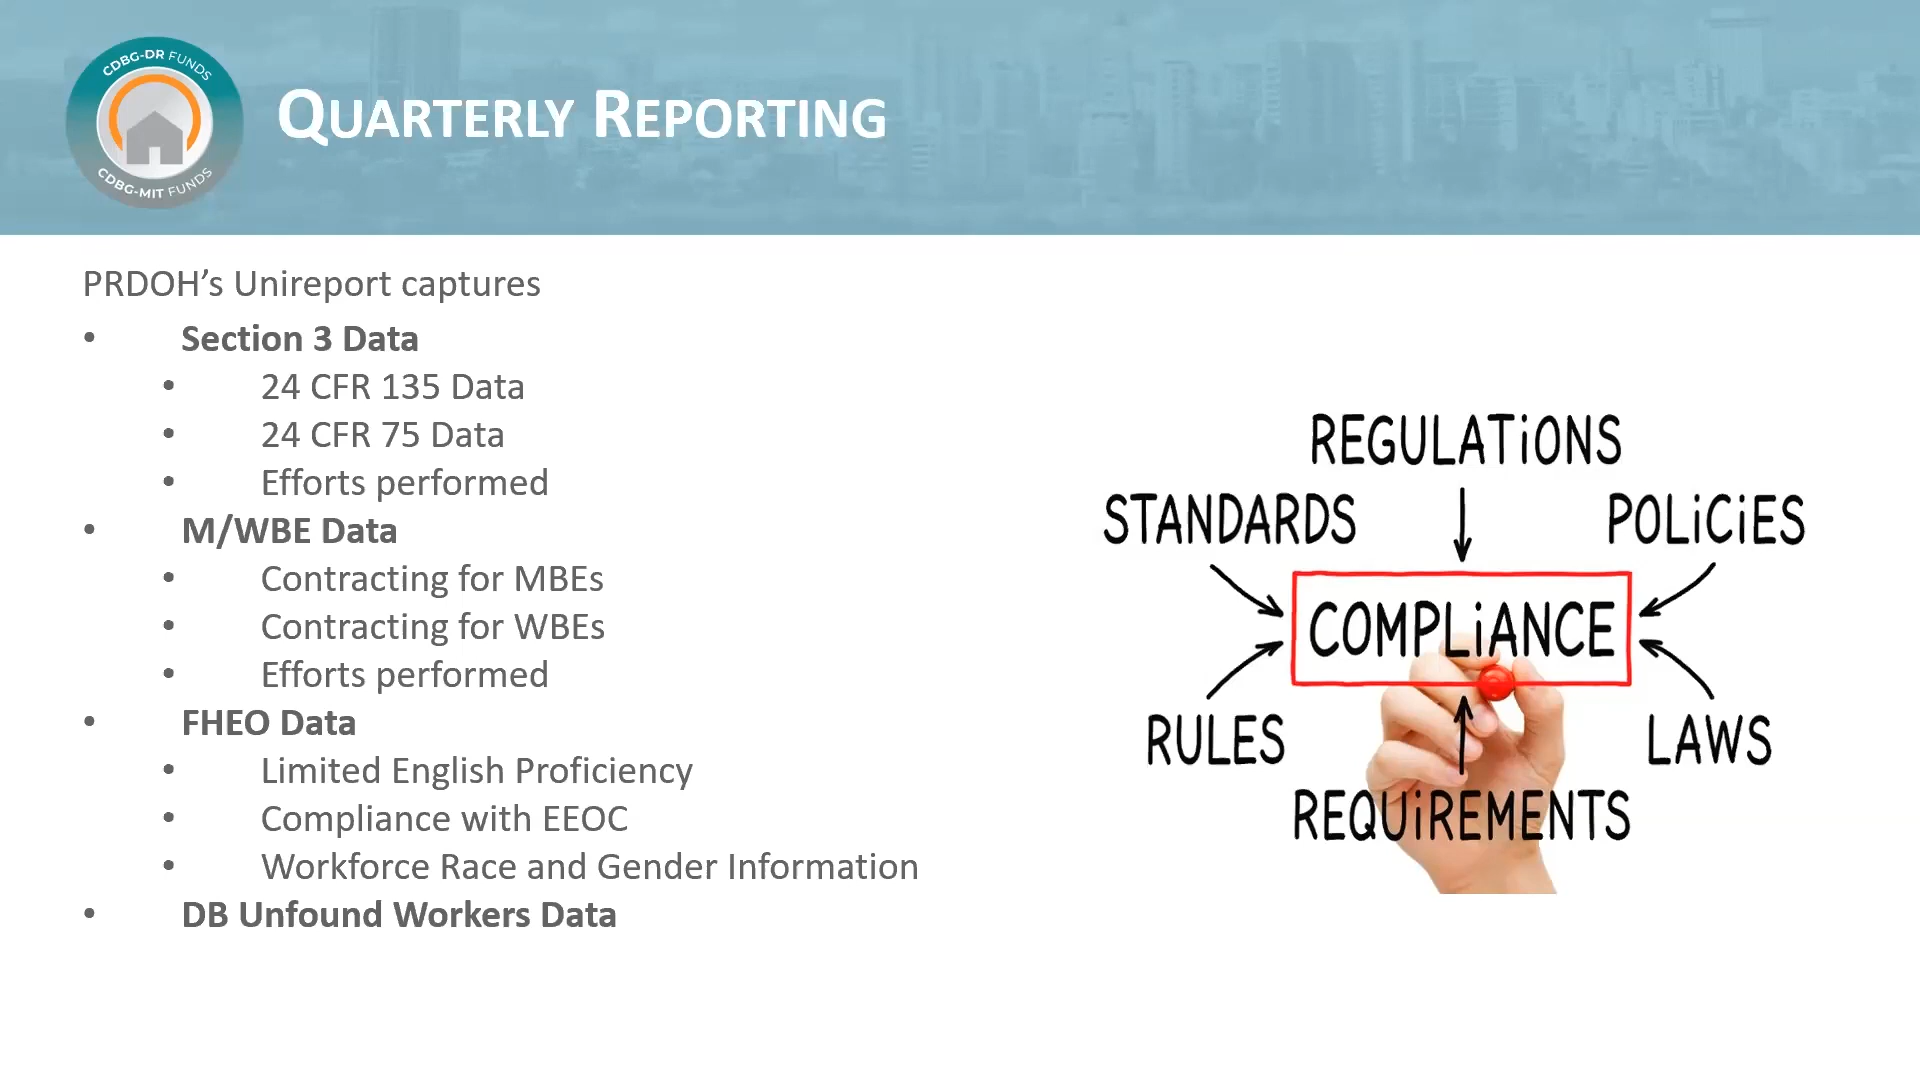 CDBG-DR FUNDS
CDBG-MIT FUNDS
QUARTERLY REPORTING
PRDOH’s Unireport captures
• Section 3 Data
• 24 CFR 135 Data
• 24 CFR 75 Data
• Efforts performed
• M/WBE Data
• Contracting for MBEs
• Contracting for WBEs
• Efforts performed
• FHEO Data
• Limited English Proficiency
• Compliance with EEOC
• Workforce Race and Gender Information
• DB Unfound Workers Data
REGULATiONS
STANDARDS
POLiCiES
COMPLiANCE
RULES
LAWS
REQUiREMENTS